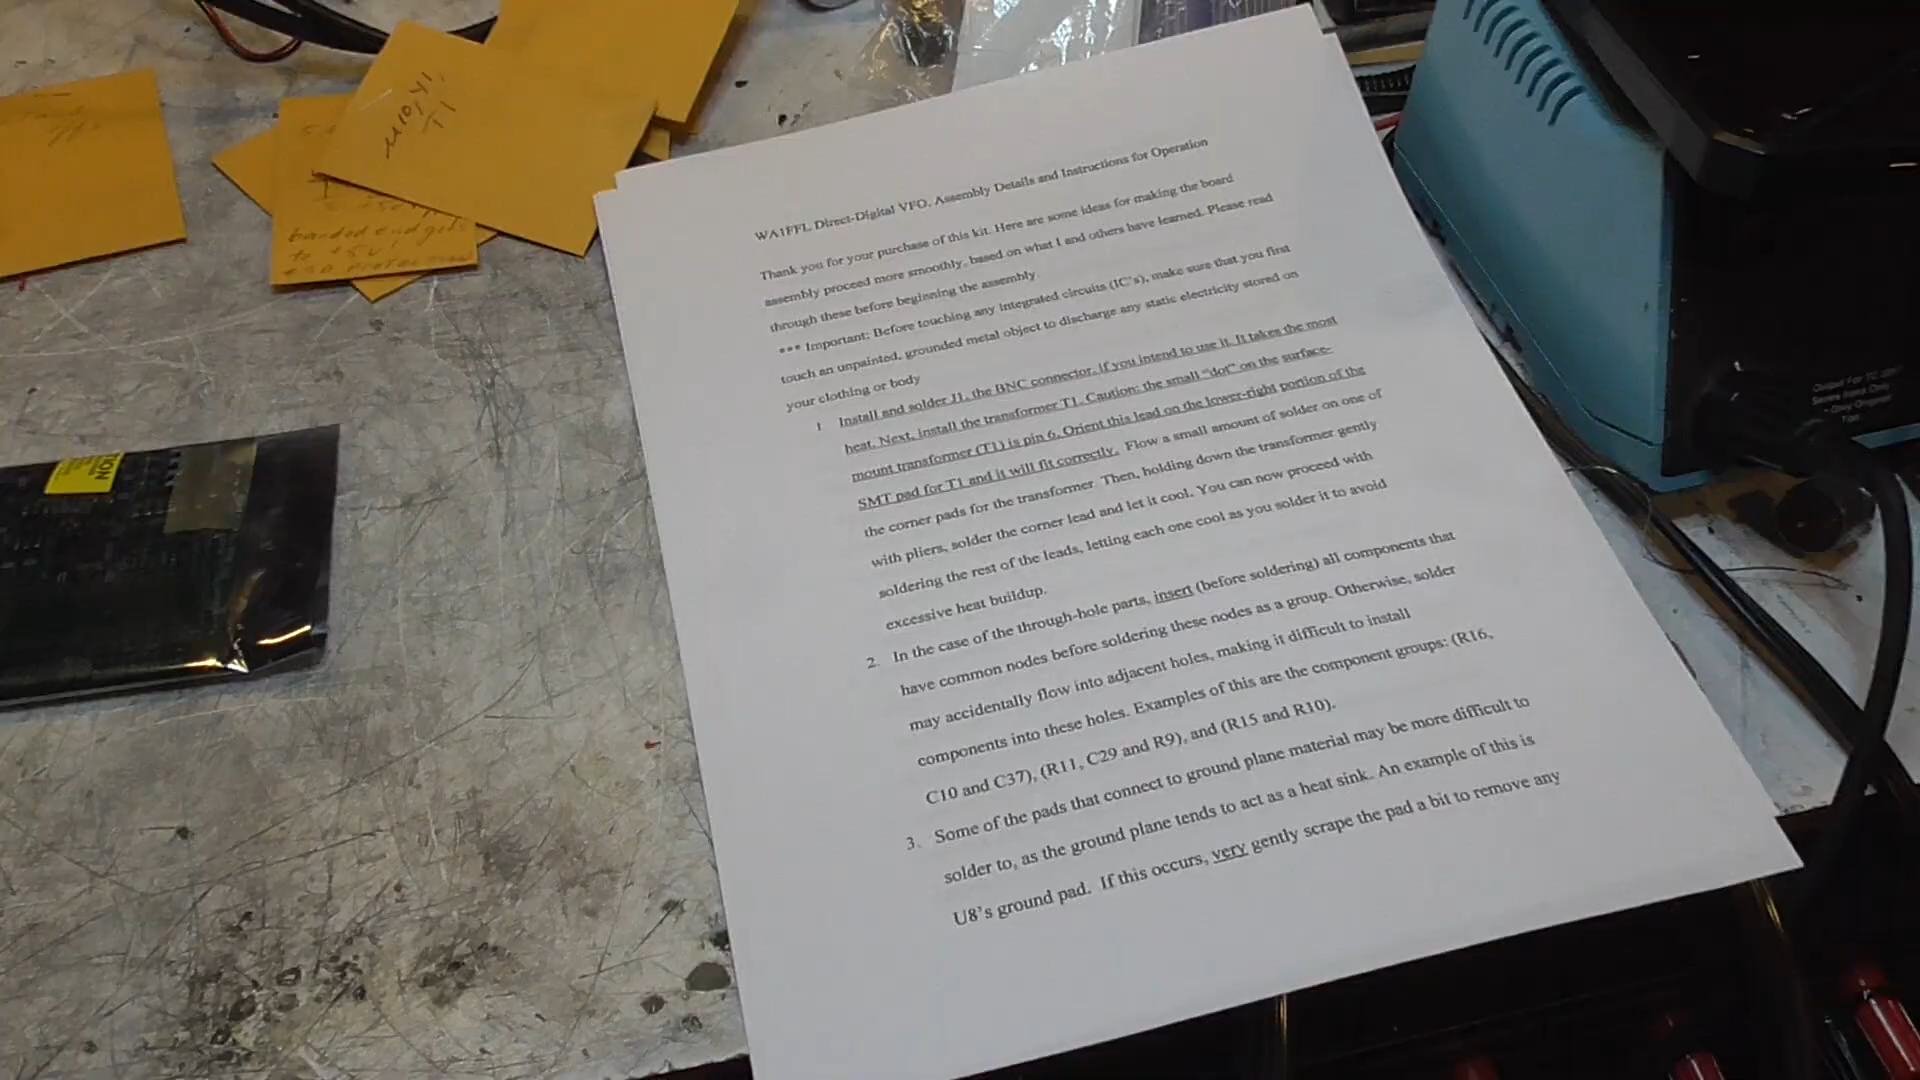 WA1FFL Direct-Digital VFO, Assembly Details and Instructions for Operation
Thank you for your purchase of this kit. Here are some ideas for making the board
assembly proceed more smoothly, based on what I and others have learned. Please read
through these before beginning the assembly.
*** Important: Before touching any integrated circuits (IC's), make sure that you first
touch an unpainted, grounded metal object to discharge any static electricity stored on
your clothing or body
1. Install and solder J1, the BNC connector, if you intend to use it. It takes the most
heat. Next, install the transformer T1. Caution: the small "dot" on the surface-
mount transformer (T1) is pin 6. Orient this lead on the lower-right portion of the
SMT pad for T1 and it will fit correctly. Flow a small amount of solder on one of
the corner pads for the transformer. Then, holding down the transformer gently
with pliers, solder the corner lead and let it cool. You can now proceed with
soldering the rest of the leads, letting each one cool as you solder it to avoid
excessive heat buildup.
2. In the case of the through-hole parts, insert (before soldering) all components that
have common nodes before soldering these nodes as a group. Otherwise, solder
may accidentally flow into adjacent holes, making it difficult to install
components into these holes. Examples of this are the component groups: (R16,
C10 and C37), (R11, C29 and R9), and (R15 and R10).
3. Some of the pads that connect to ground plane material may be more difficult to
solder to, as the ground plane tends to act as a heat sink. An example of this is
U8's ground pad. If this occurs, very gently scrape the pad a bit to remove any
T1
banded end gets
to +5V!
Output For TC
Series Irons Only